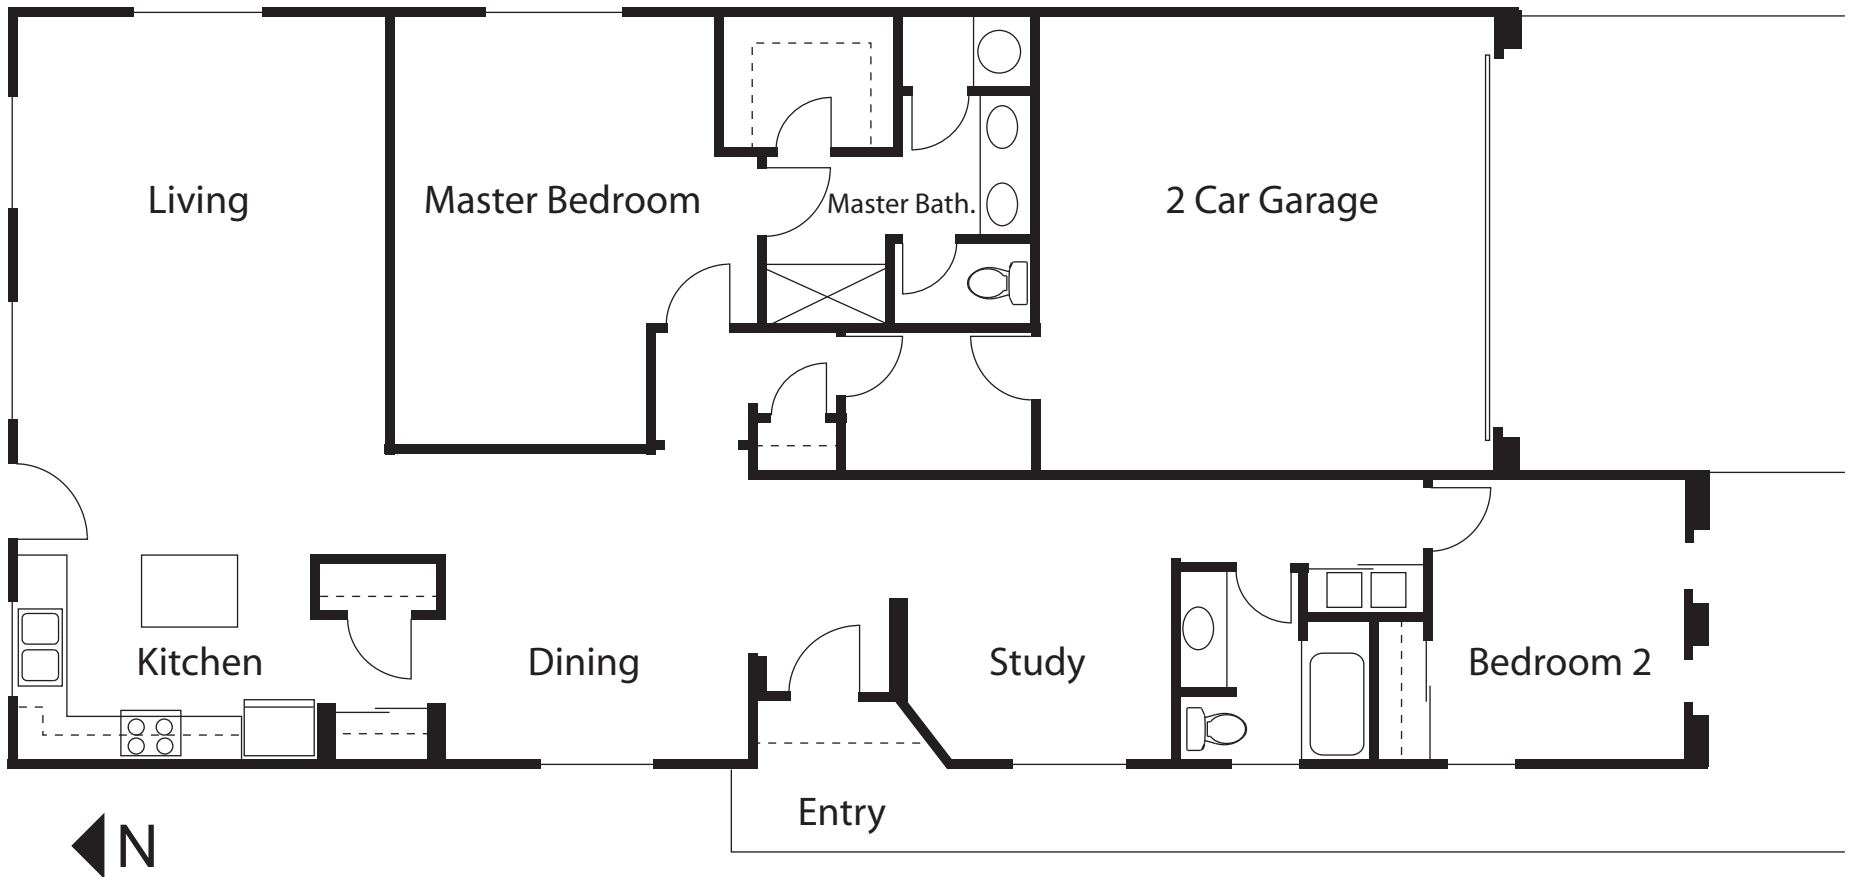 Living
Master Bedroom
Master Bath.
2 Car Garage
Kitchen
Dining
Study
Bedroom 2
Entry
N